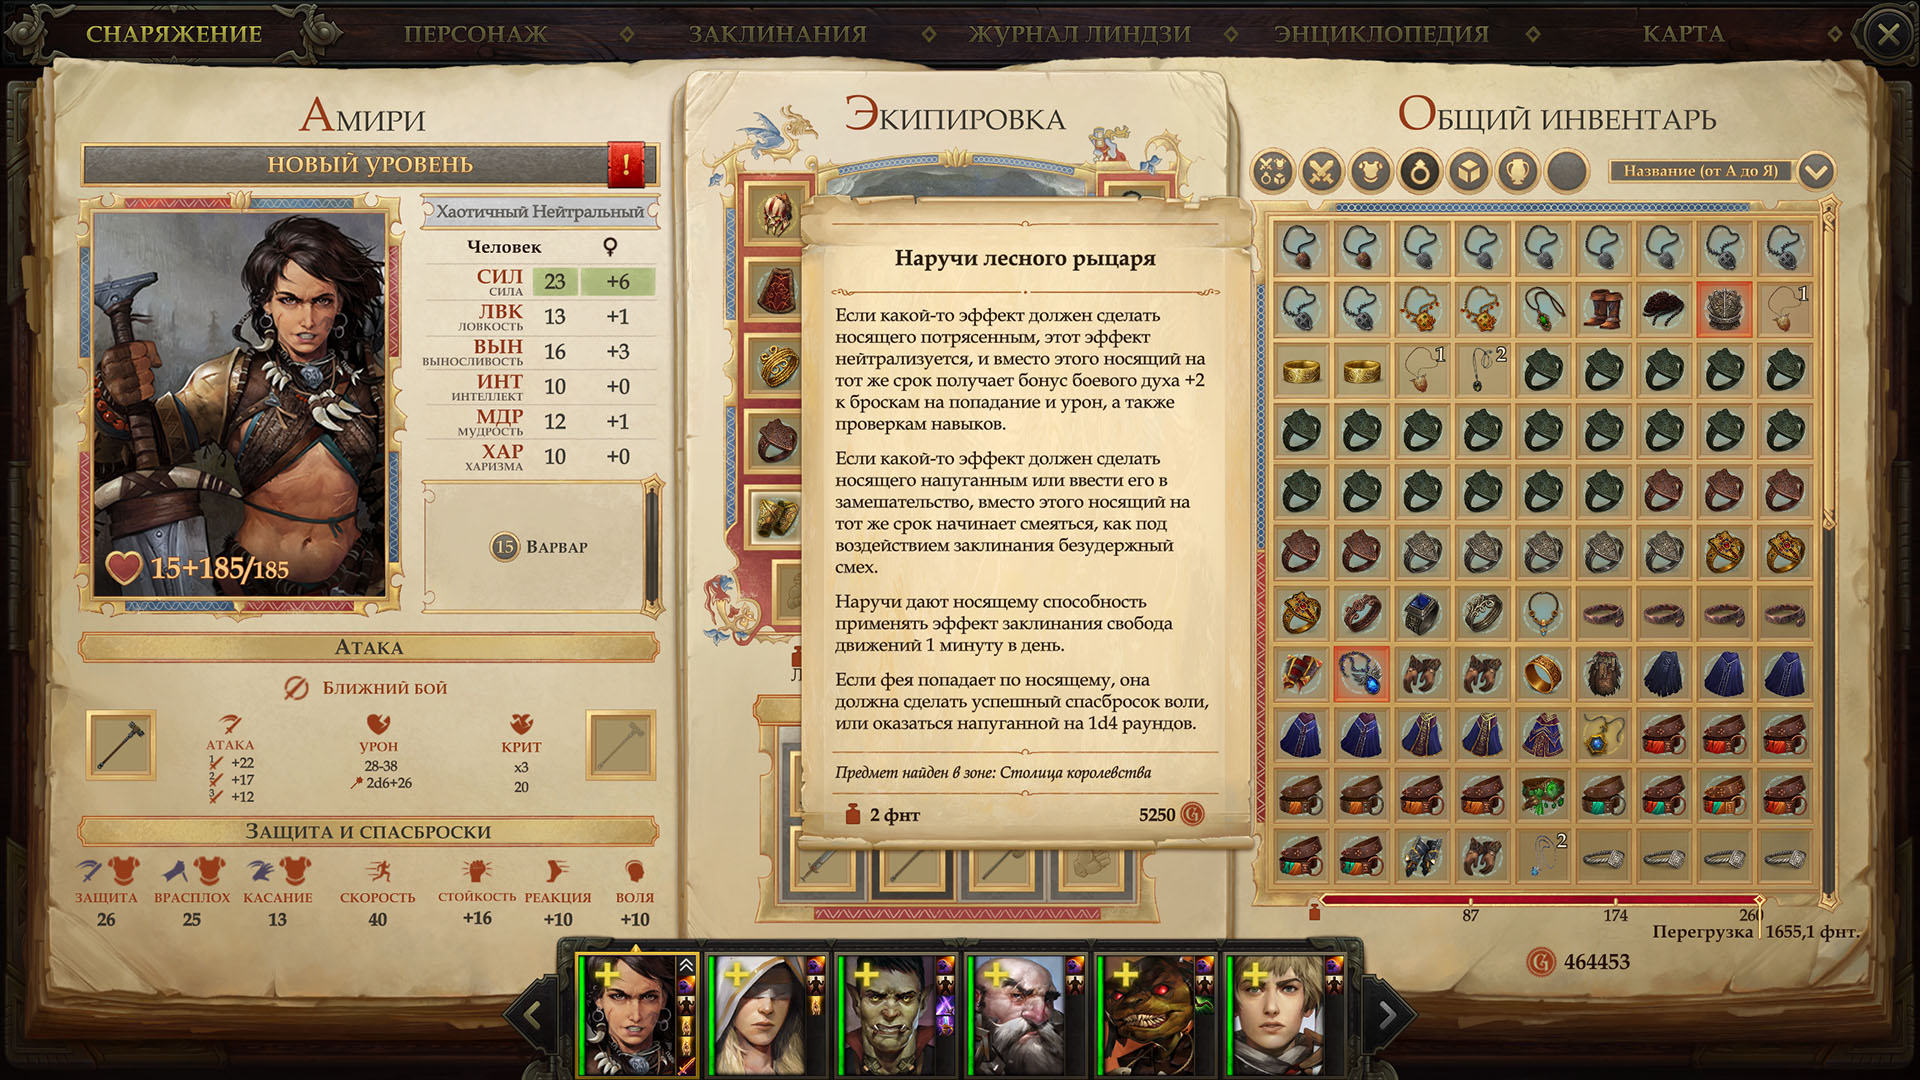 СНАРЯЖЕНИЕ
ПЕРСОНАЖ
ЗАКЛИНАНИЯ
ЖУРНАЛ ЛИНДЗИ
ЭНЦИКЛОПЕДИЯ
КАРТА
Амири
НОВЫЙ УРОВЕНЬ
!
Хаотичный Нейтральный
Человек ♀
СИЛ 23 +6
СИЛА
ЛВК 13 +1
ЛОВКОСТЬ
ВЫН 16 +3
ВЫНОСЛИВОСТЬ
ИНТ 10 +0
ИНТЕЛЛЕКТ
МДР 12 +1
МУДРОСТЬ
ХАР 10 +0
ХАРИЗМА
15+185/185
15 ВАРВАР
АТАКА
БЛИЖНИЙ БОЙ
АТАКА
1 +22
2 +17
3 +12
УРОН
28-38
2d6+26
КРИТ
x3
20
ЗАЩИТА И СПАСБРОСКИ
ЗАЩИТА
26
ВРАСПЛОХ
25
КАСАНИЕ
13
СКОРОСТЬ
40
СТОЙКОСТЬ
+16
РЕАКЦИЯ
+10
ВОЛЯ
+10
Экипировка
Наручи лесного рыцаря
Если какой-то эффект должен сделать
носящего потрясенным, этот эффект
нейтрализуется, и вместо этого носящий на
тот же срок получает бонус боевого духа +2
к броскам на попадание и урон, а также
проверкам навыков.
Если какой-то эффект должен сделать
носящего напуганным или ввести его в
замешательство, вместо этого носящий на
тот же срок начинает смеяться, как под
воздействием заклинания безудержный
смех.
Наручи дают носящему способность
применять эффект заклинания свобода
движений 1 минуту в день.
Если фея попадает по носящему, она
должна сделать успешный спасбросок воли,
или оказаться напуганной на 1d4 раундов.
Предмет найден в зоне: Столица королевства
2 фнт
5250
Общий инвентарь
Название (от А до Я)
1
1
2
2
87
174
260
Перегрузка 1655,1 фнт.
464453